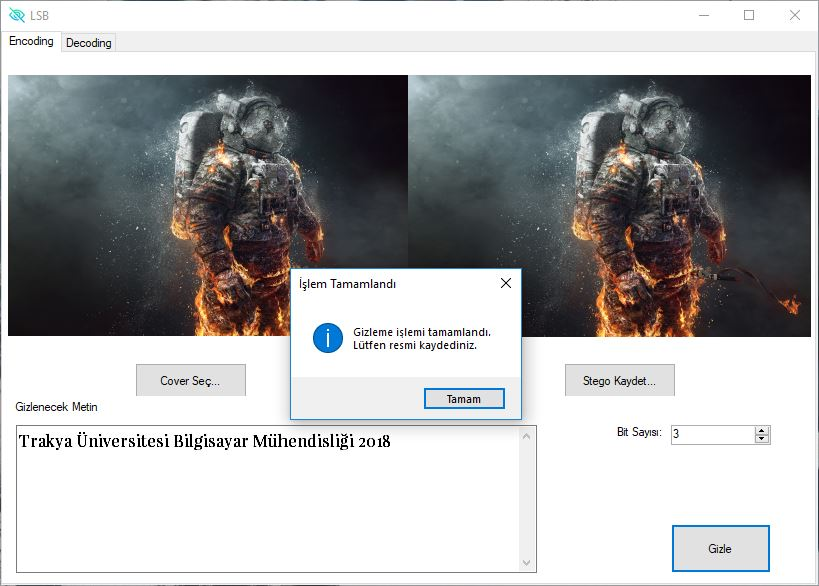 LSB
Encoding
Decoding
İşlem Tamamlandı
Gizleme işlemi tamamlandı.
Lütfen resmi kaydediniz.
Tamam
Cover Seç...
Stego Kaydet...
Gizlenecek Metin
Trakya Üniversitesi Bilgisayar Mühendisliği 2018
Bit Sayısı:
3
Gizle